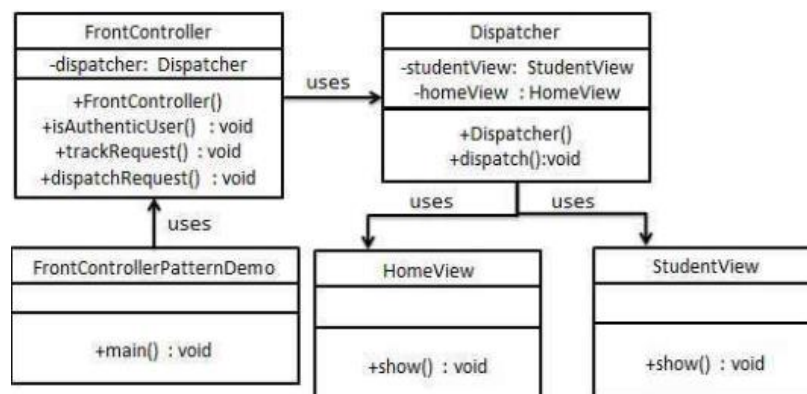 FrontController
-dispatcher: Dispatcher
+FrontController()
+isAuthenticUser() : void
+trackRequest() : void
+dispatchRequest() : void
uses
Dispatcher
-studentView: StudentView
-homeView : HomeView
+Dispatcher()
+dispatch():void
uses
uses
uses
FrontControllerPatternDemo
+main() : void
HomeView
+show() : void
StudentView
+show() : void